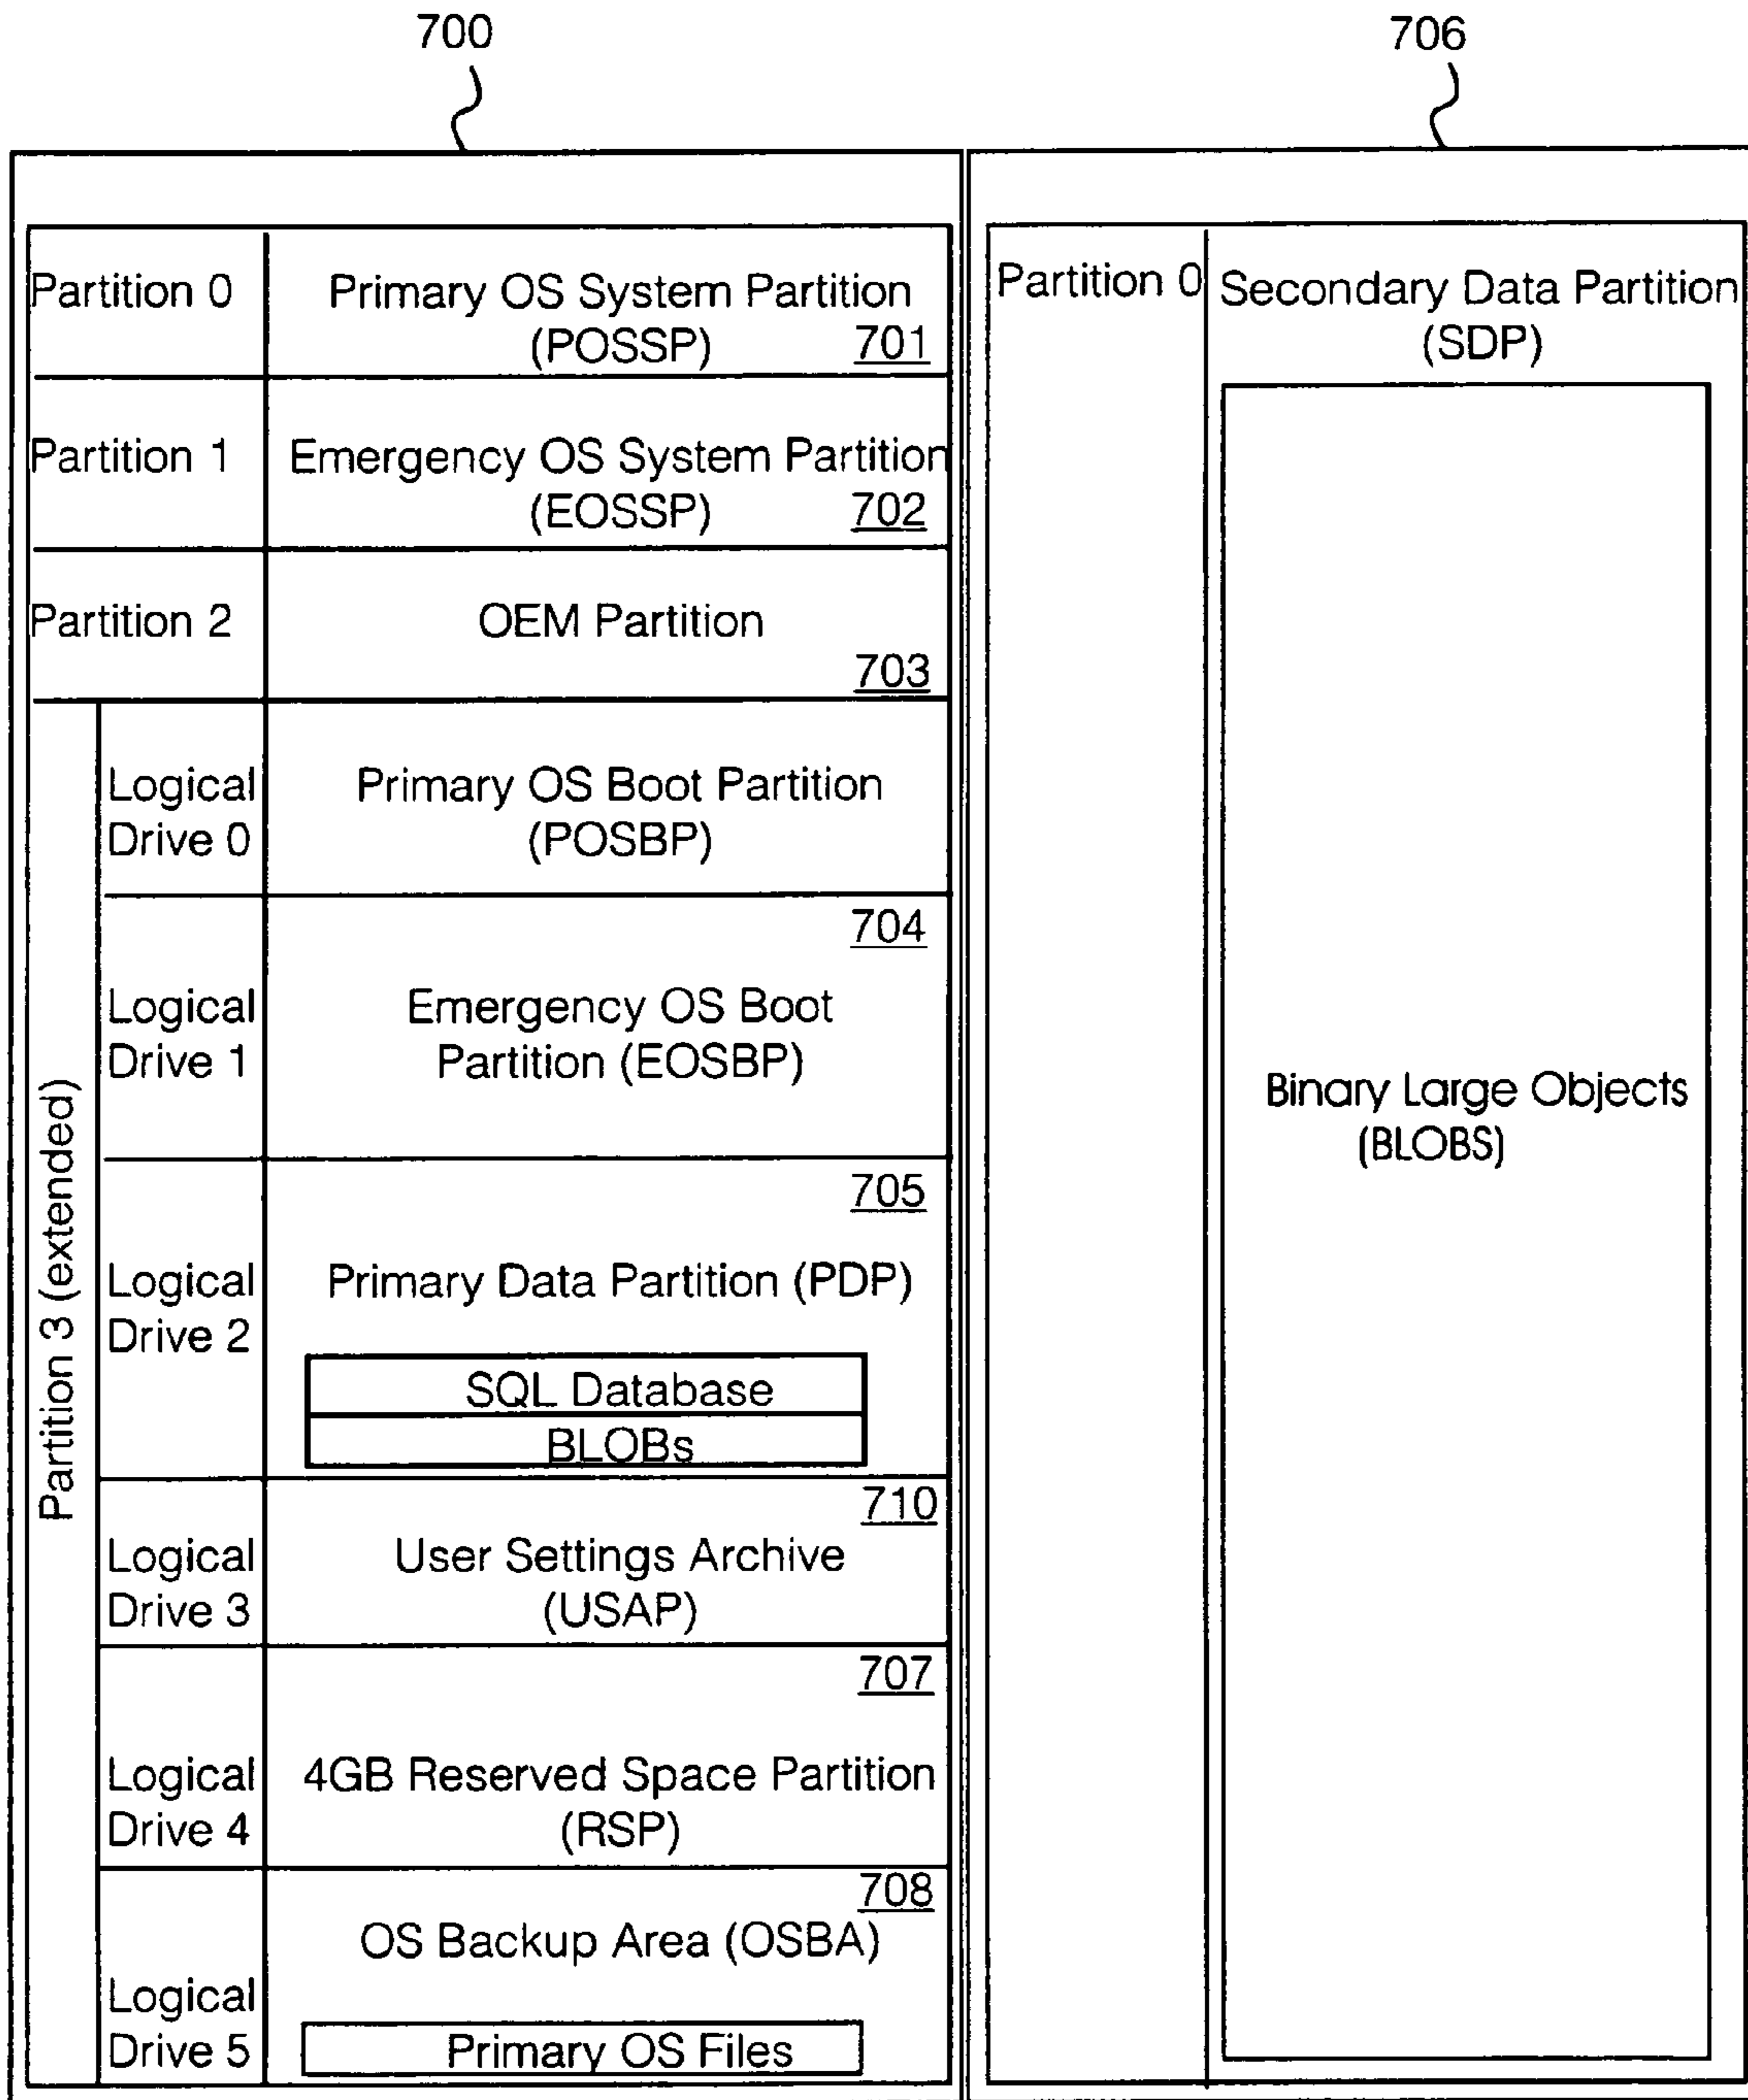 700
706
Partition 0
Primary OS System Partition
(POSSP)
701
Partition 1
Emergency OS System Partition
(EOSSP)
702
Partition 2
OEM Partition
703
Partition 3 (extended)
Logical
Drive 0
Primary OS Boot Partition
(POSBP)
704
Logical
Drive 1
Emergency OS Boot
Partition (EOSBP)
705
Logical
Drive 2
Primary Data Partition (PDP)
SQL Database
BLOBs
710
Logical
Drive 3
User Settings Archive
(USAP)
707
Logical
Drive 4
4GB Reserved Space Partition
(RSP)
708
OS Backup Area (OSBA)
Logical
Drive 5
Primary OS Files
Partition 0
Secondary Data Partition
(SDP)
Binary Large Objects
(BLOBS)